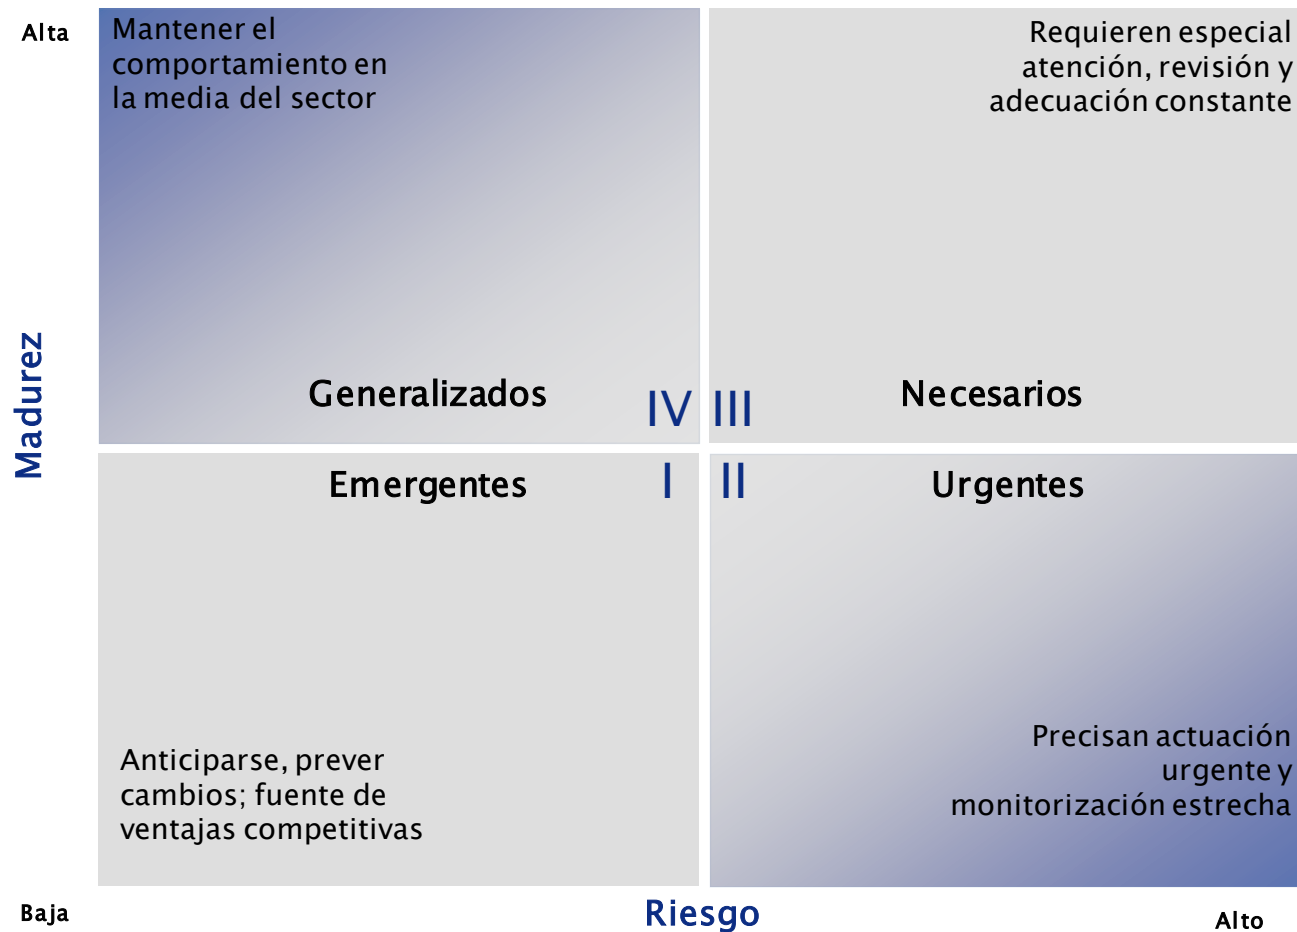 Alta
Mantener el
comportamiento en
la media del sector
Requieren especial
atención, revisión y
adecuación constante
Madurez
Generalizados
IV
III
Necesarios
Emergentes
I
II
Urgentes
Anticiparse, prever
cambios; fuente de
ventajas competitivas
Precisan actuación
urgente y
monitorización estrecha
Baja
Riesgo
Alto